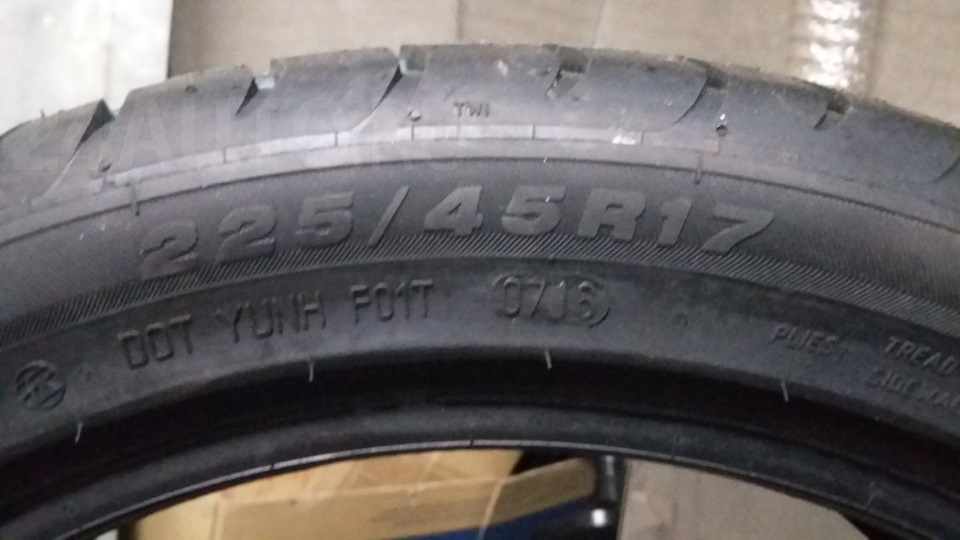 TWI
225/45R17
DOT YUNH F01T 0716
PLIES: TREAD